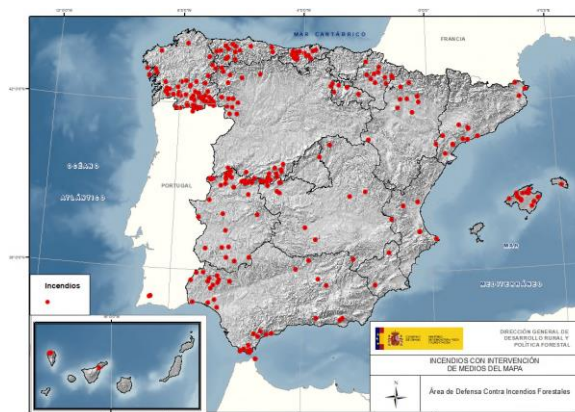 MAR CANTÁBRICO
FRANCIA
OCÉANO
ATLÁNTICO
PORTUGAL
MAR
MEDITERRÁNEO
Incendios
DIRECCIÓN GENERAL DE
DESARROLLO RURAL Y
POLÍTICA FORESTAL
INCENDIOS CON INTERVENCIÓN
DE MEDIOS DEL MAPA
N
Área de Defensa Contra Incendios Forestales